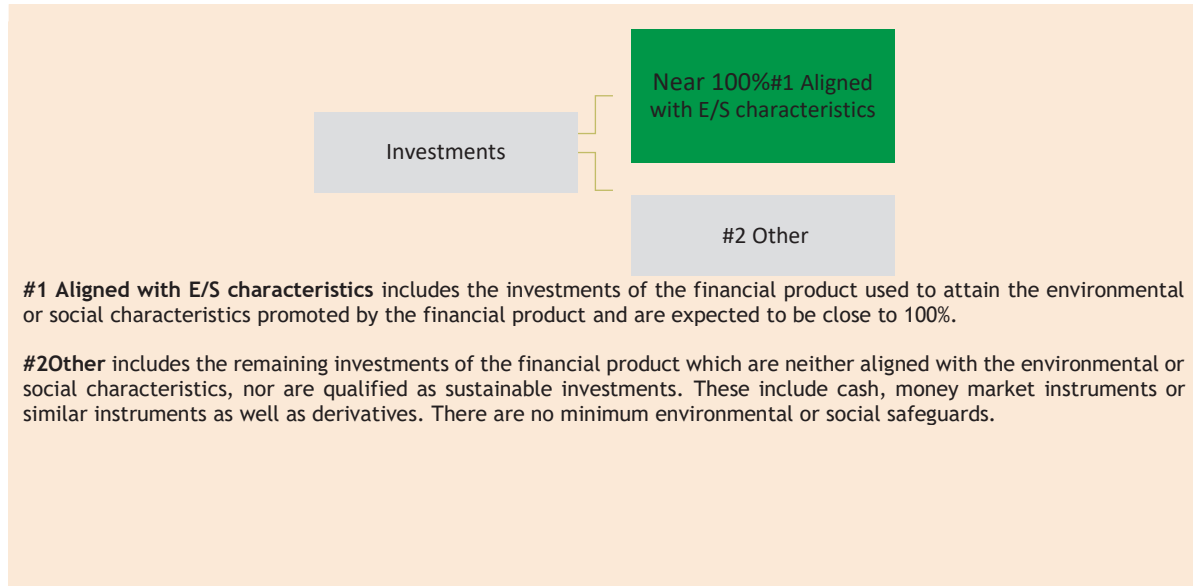 Near 100%#1 Aligned
with E/S characteristics
Investments
#2 Other
#1 Aligned with E/S characteristics includes the investments of the financial product used to attain the environmental
or social characteristics promoted by the financial product and are expected to be close to 100%.
#2Other includes the remaining investments of the financial product which are neither aligned with the environmental or
social characteristics, nor are qualified as sustainable investments. These include cash, money market instruments or
similar instruments as well as derivatives. There are no minimum environmental or social safeguards.